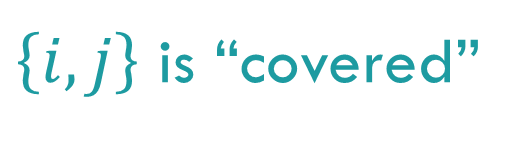 {i, j} is “covered”